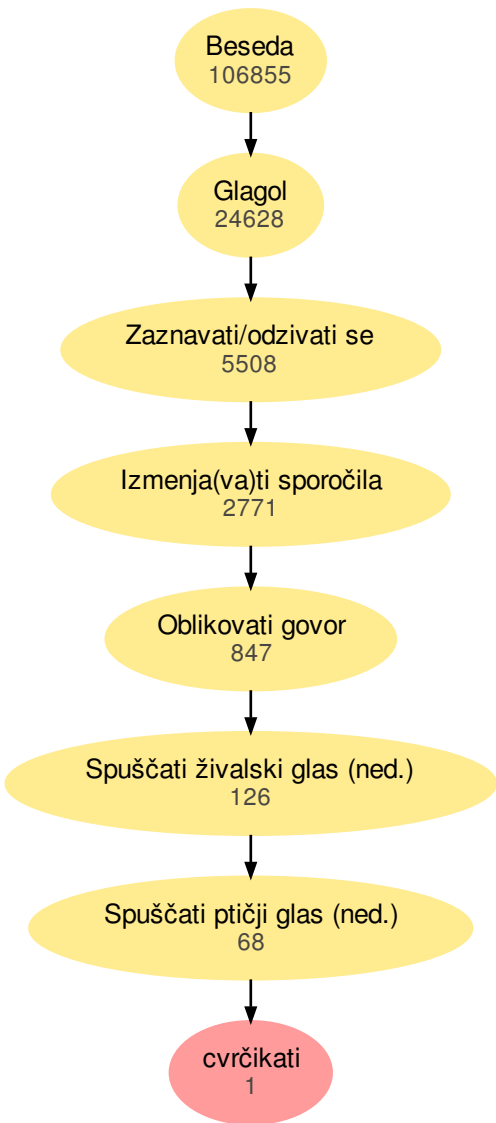 Beseda
106855
Glagol
24628
Zaznavati/odzivati se
5508
Izmenja(va)ti sporočila
2771
Oblikovati govor
847
Spuščati živalski glas (ned.)
126
Spuščati ptičji glas (ned.)
68
cvrčikati
1